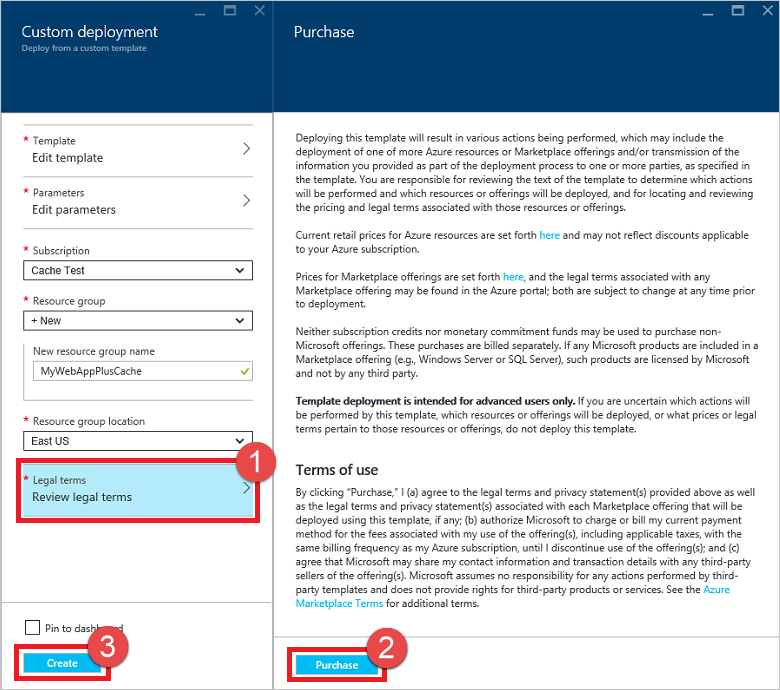 Custom deployment
Deploy from a custom template
* Template
Edit template
* Parameters
Edit parameters
* Subscription
Cache Test
* Resource group
+ New
New resource group name
MyWebAppPlusCache
* Resource group location
East US
1
* Legal terms
Review legal terms
Pin to dashboard
3
Create
Purchase
Deploying this template will result in various actions being performed, which may include the
deployment of one of more Azure resources or Marketplace offerings and/or transmission of the
information you provided as part of the deployment process to one or more parties, as specified in
the template. You are responsible for reviewing the text of the template to determine which actions
will be performed and which resources or offerings will be deployed, and for locating and reviewing
the pricing and legal terms associated with those resources or offerings.
Current retail prices for Azure resources are set forth here and may not reflect discounts applicable
to your Azure subscription.
Prices for Marketplace offerings are set forth here, and the legal terms associated with any
Marketplace offering may be found in the Azure portal; both are subject to change at any time prior
to deployment.
Neither subscription credits nor monetary commitment funds may be used to purchase non-
Microsoft offerings. These purchases are billed separately. If any Microsoft products are included in a
Marketplace offering (e.g., Windows Server or SQL Server), such products are licensed by Microsoft
and not by any third party.
Template deployment is intended for advanced users only. If you are uncertain which actions will
be performed by this template, which resources or offerings will be deployed, or what prices or legal
terms pertain to those resources or offerings, do not deploy this template.
Terms of use
By clicking "Purchase," I (a) agree to the legal terms and privacy statement(s) provided above as well
as the legal terms and privacy statement(s) associated with each Marketplace offering that will be
deployed using this template, if any; (b) authorize Microsoft to charge or bill my current payment
method for the fees associated with my use of the offering(s), including applicable taxes, with the
same billing frequency as my Azure subscription, until I discontinue use of the offering(s); and (c)
agree that Microsoft may share my contact information and transaction details with any third-party
sellers of the offering(s). Microsoft assumes no responsibility for any actions performed by third-
party templates and does not provide rights for third-party products or services. See the Azure
Marketplace Terms for additional terms.
2
Purchase